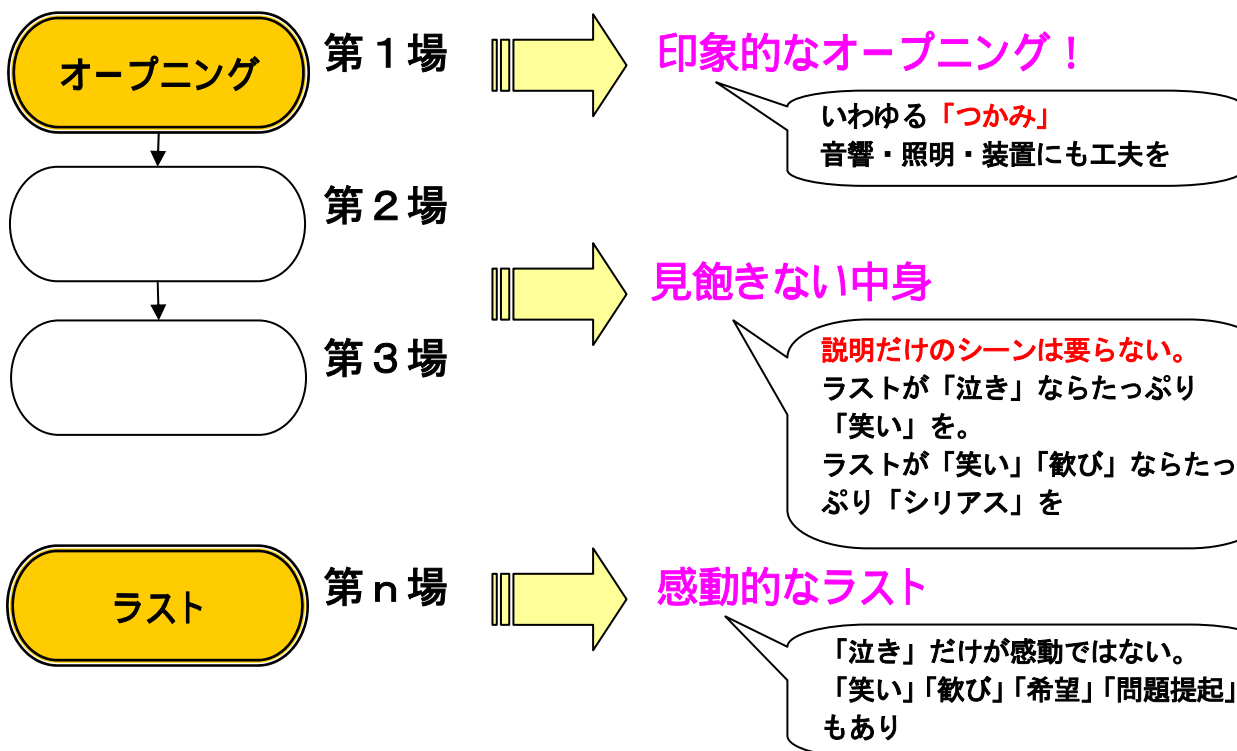 オープニング
第１場
印象的なオープニング！
いわゆる「つかみ」
音響・照明・装置にも工夫を
第２場
見飽きない中身
第３場
説明だけのシーンは要らない。
ラストが「泣き」ならたっぷり
「笑い」を。
ラストが「笑い」「歓び」ならたっ
ぷり「シリアス」を
ラスト
第ｎ場
感動的なラスト
「泣き」だけが感動ではない。
「笑い」「歓び」「希望」「問題提起」
もあり